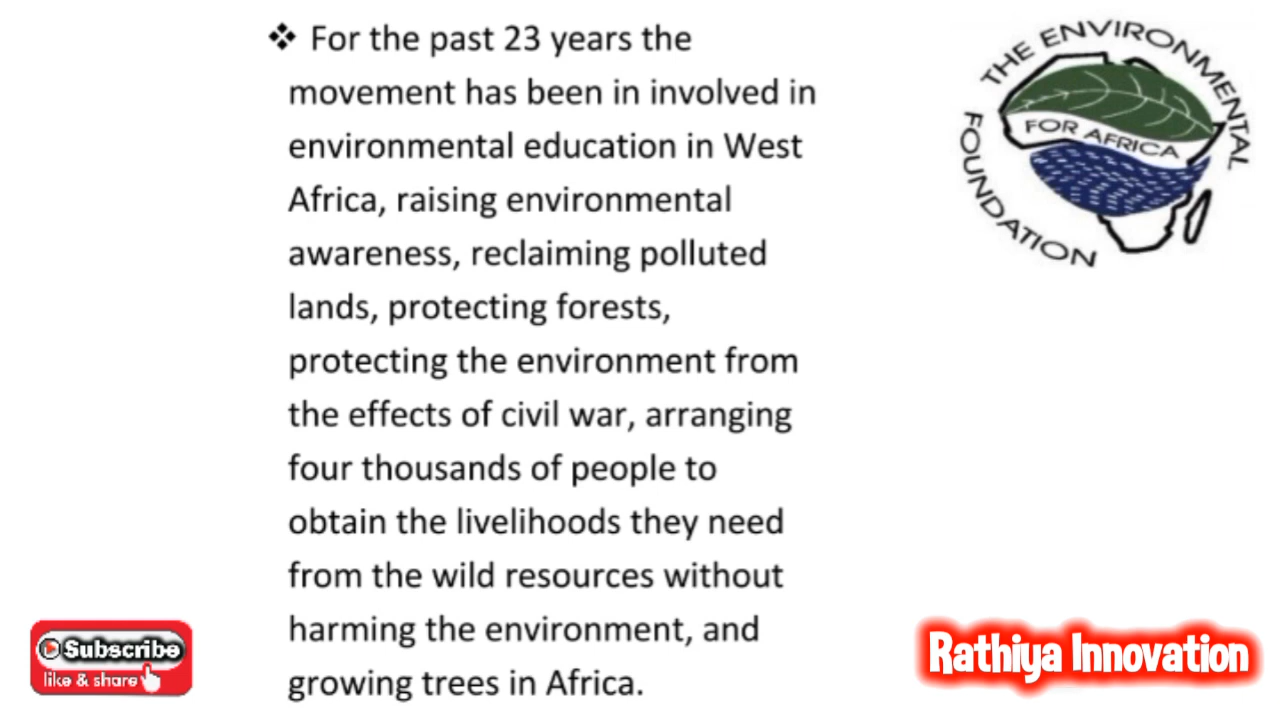 ❖ For the past 23 years the
movement has been in involved in
environmental education in West
Africa, raising environmental
awareness, reclaiming polluted
lands, protecting forests,
protecting the environment from
the effects of civil war, arranging
four thousands of people to
obtain the livelihoods they need
from the wild resources without
harming the environment, and
growing trees in Africa.
THE ENVIRONMENTAL
FOUNDATION
FOR AFRICA
Subscribe
like & share
Rathiya Innovation